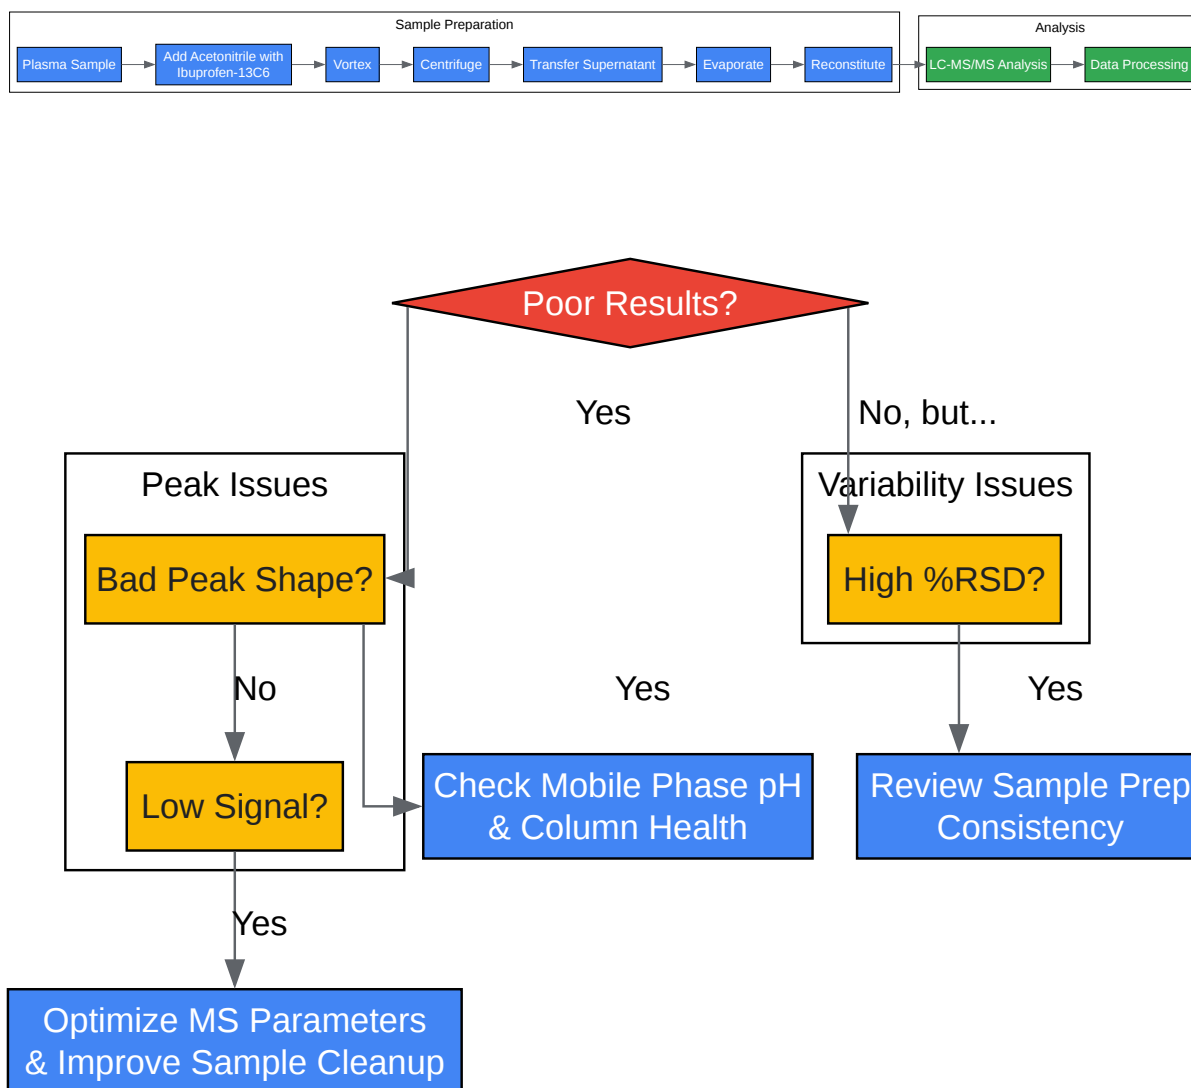 Sample Preparation
Analysis
Plasma Sample
Add Acetonitrile with
Ibuprofen-13C6
Vortex
Centrifuge
Transfer Supernatant
Evaporate
Reconstitute
LC-MS/MS Analysis
Data Processing
Poor Results?
Yes
No, but...
Peak Issues
Variability Issues
Bad Peak Shape?
High %RSD?
No
Yes
Yes
Low Signal?
Check Mobile Phase pH
& Column Health
Review Sample Prep
Consistency
Yes
Optimize MS Parameters
& Improve Sample Cleanup